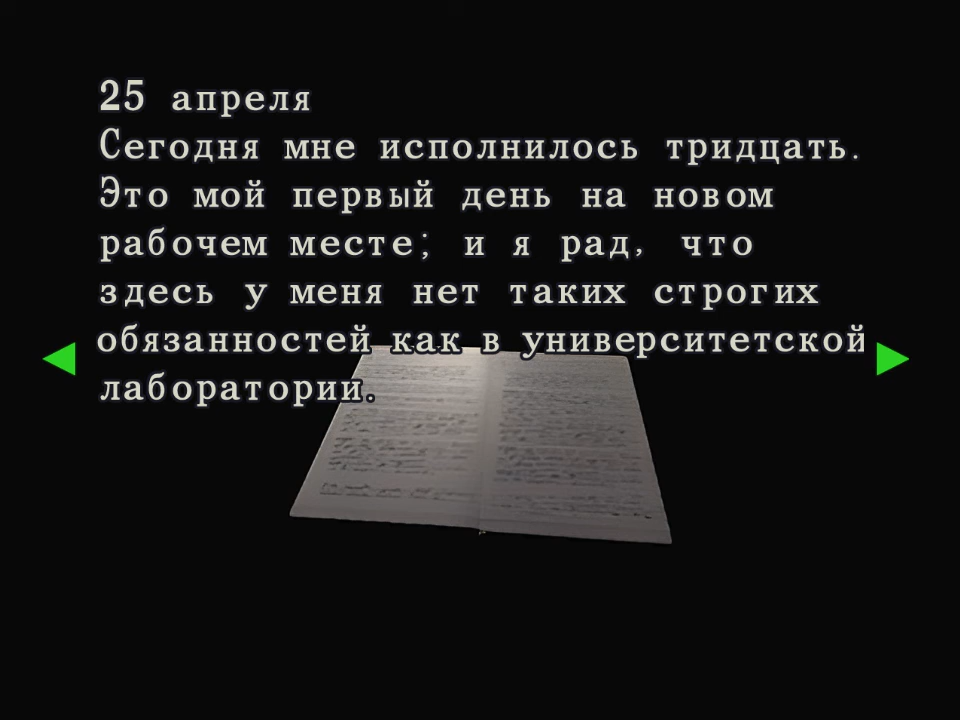 25 апреля
Сегодня мне исполнилось тридцать.
Это мой первый день на новом
рабочем месте; и я рад, что
здесь у меня нет таких строгих
обязанностей как в университетской
лаборатории.